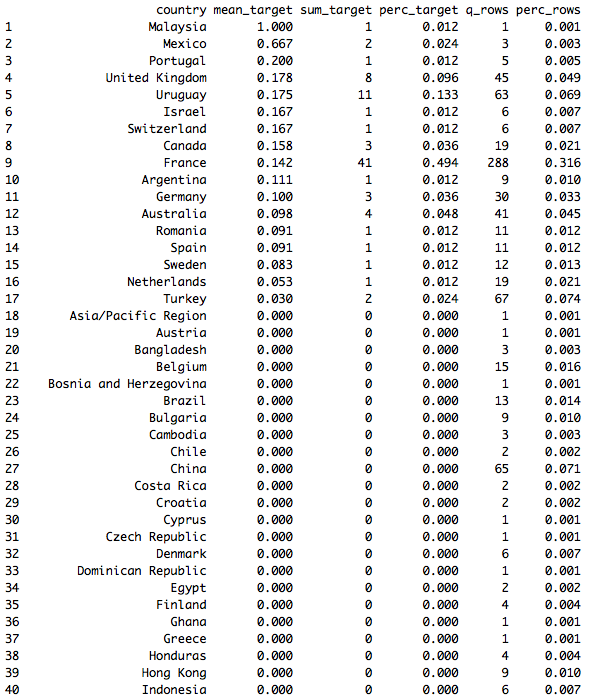 country mean_target sum_target perc_target q_rows perc_rows
1 Malaysia 1.000 1 0.012 1 0.001
2 Mexico 0.667 2 0.024 3 0.003
3 Portugal 0.200 1 0.012 5 0.005
4 United Kingdom 0.178 8 0.096 45 0.049
5 Uruguay 0.175 11 0.133 63 0.069
6 Israel 0.167 1 0.012 6 0.007
7 Switzerland 0.167 1 0.012 6 0.007
8 Canada 0.158 3 0.036 19 0.021
9 France 0.142 41 0.494 288 0.316
10 Argentina 0.111 1 0.012 9 0.010
11 Germany 0.100 3 0.036 30 0.033
12 Australia 0.098 4 0.048 41 0.045
13 Romania 0.091 1 0.012 11 0.012
14 Spain 0.091 1 0.012 11 0.012
15 Sweden 0.083 1 0.012 12 0.013
16 Netherlands 0.053 1 0.012 19 0.021
17 Turkey 0.030 2 0.024 67 0.074
18 Asia/Pacific Region 0.000 0 0.000 1 0.001
19 Austria 0.000 0 0.000 1 0.001
20 Bangladesh 0.000 0 0.000 3 0.003
21 Belgium 0.000 0 0.000 15 0.016
22 Bosnia and Herzegovina 0.000 0 0.000 1 0.001
23 Brazil 0.000 0 0.000 13 0.014
24 Bulgaria 0.000 0 0.000 9 0.010
25 Cambodia 0.000 0 0.000 3 0.003
26 Chile 0.000 0 0.000 2 0.002
27 China 0.000 0 0.000 65 0.071
28 Costa Rica 0.000 0 0.000 2 0.002
29 Croatia 0.000 0 0.000 2 0.002
30 Cyprus 0.000 0 0.000 1 0.001
31 Czech Republic 0.000 0 0.000 1 0.001
32 Denmark 0.000 0 0.000 6 0.007
33 Dominican Republic 0.000 0 0.000 1 0.001
34 Egypt 0.000 0 0.000 2 0.002
35 Finland 0.000 0 0.000 4 0.004
36 Ghana 0.000 0 0.000 1 0.001
37 Greece 0.000 0 0.000 1 0.001
38 Honduras 0.000 0 0.000 4 0.004
39 Hong Kong 0.000 0 0.000 9 0.010
40 Indonesia 0.000 0 0.000 6 0.007